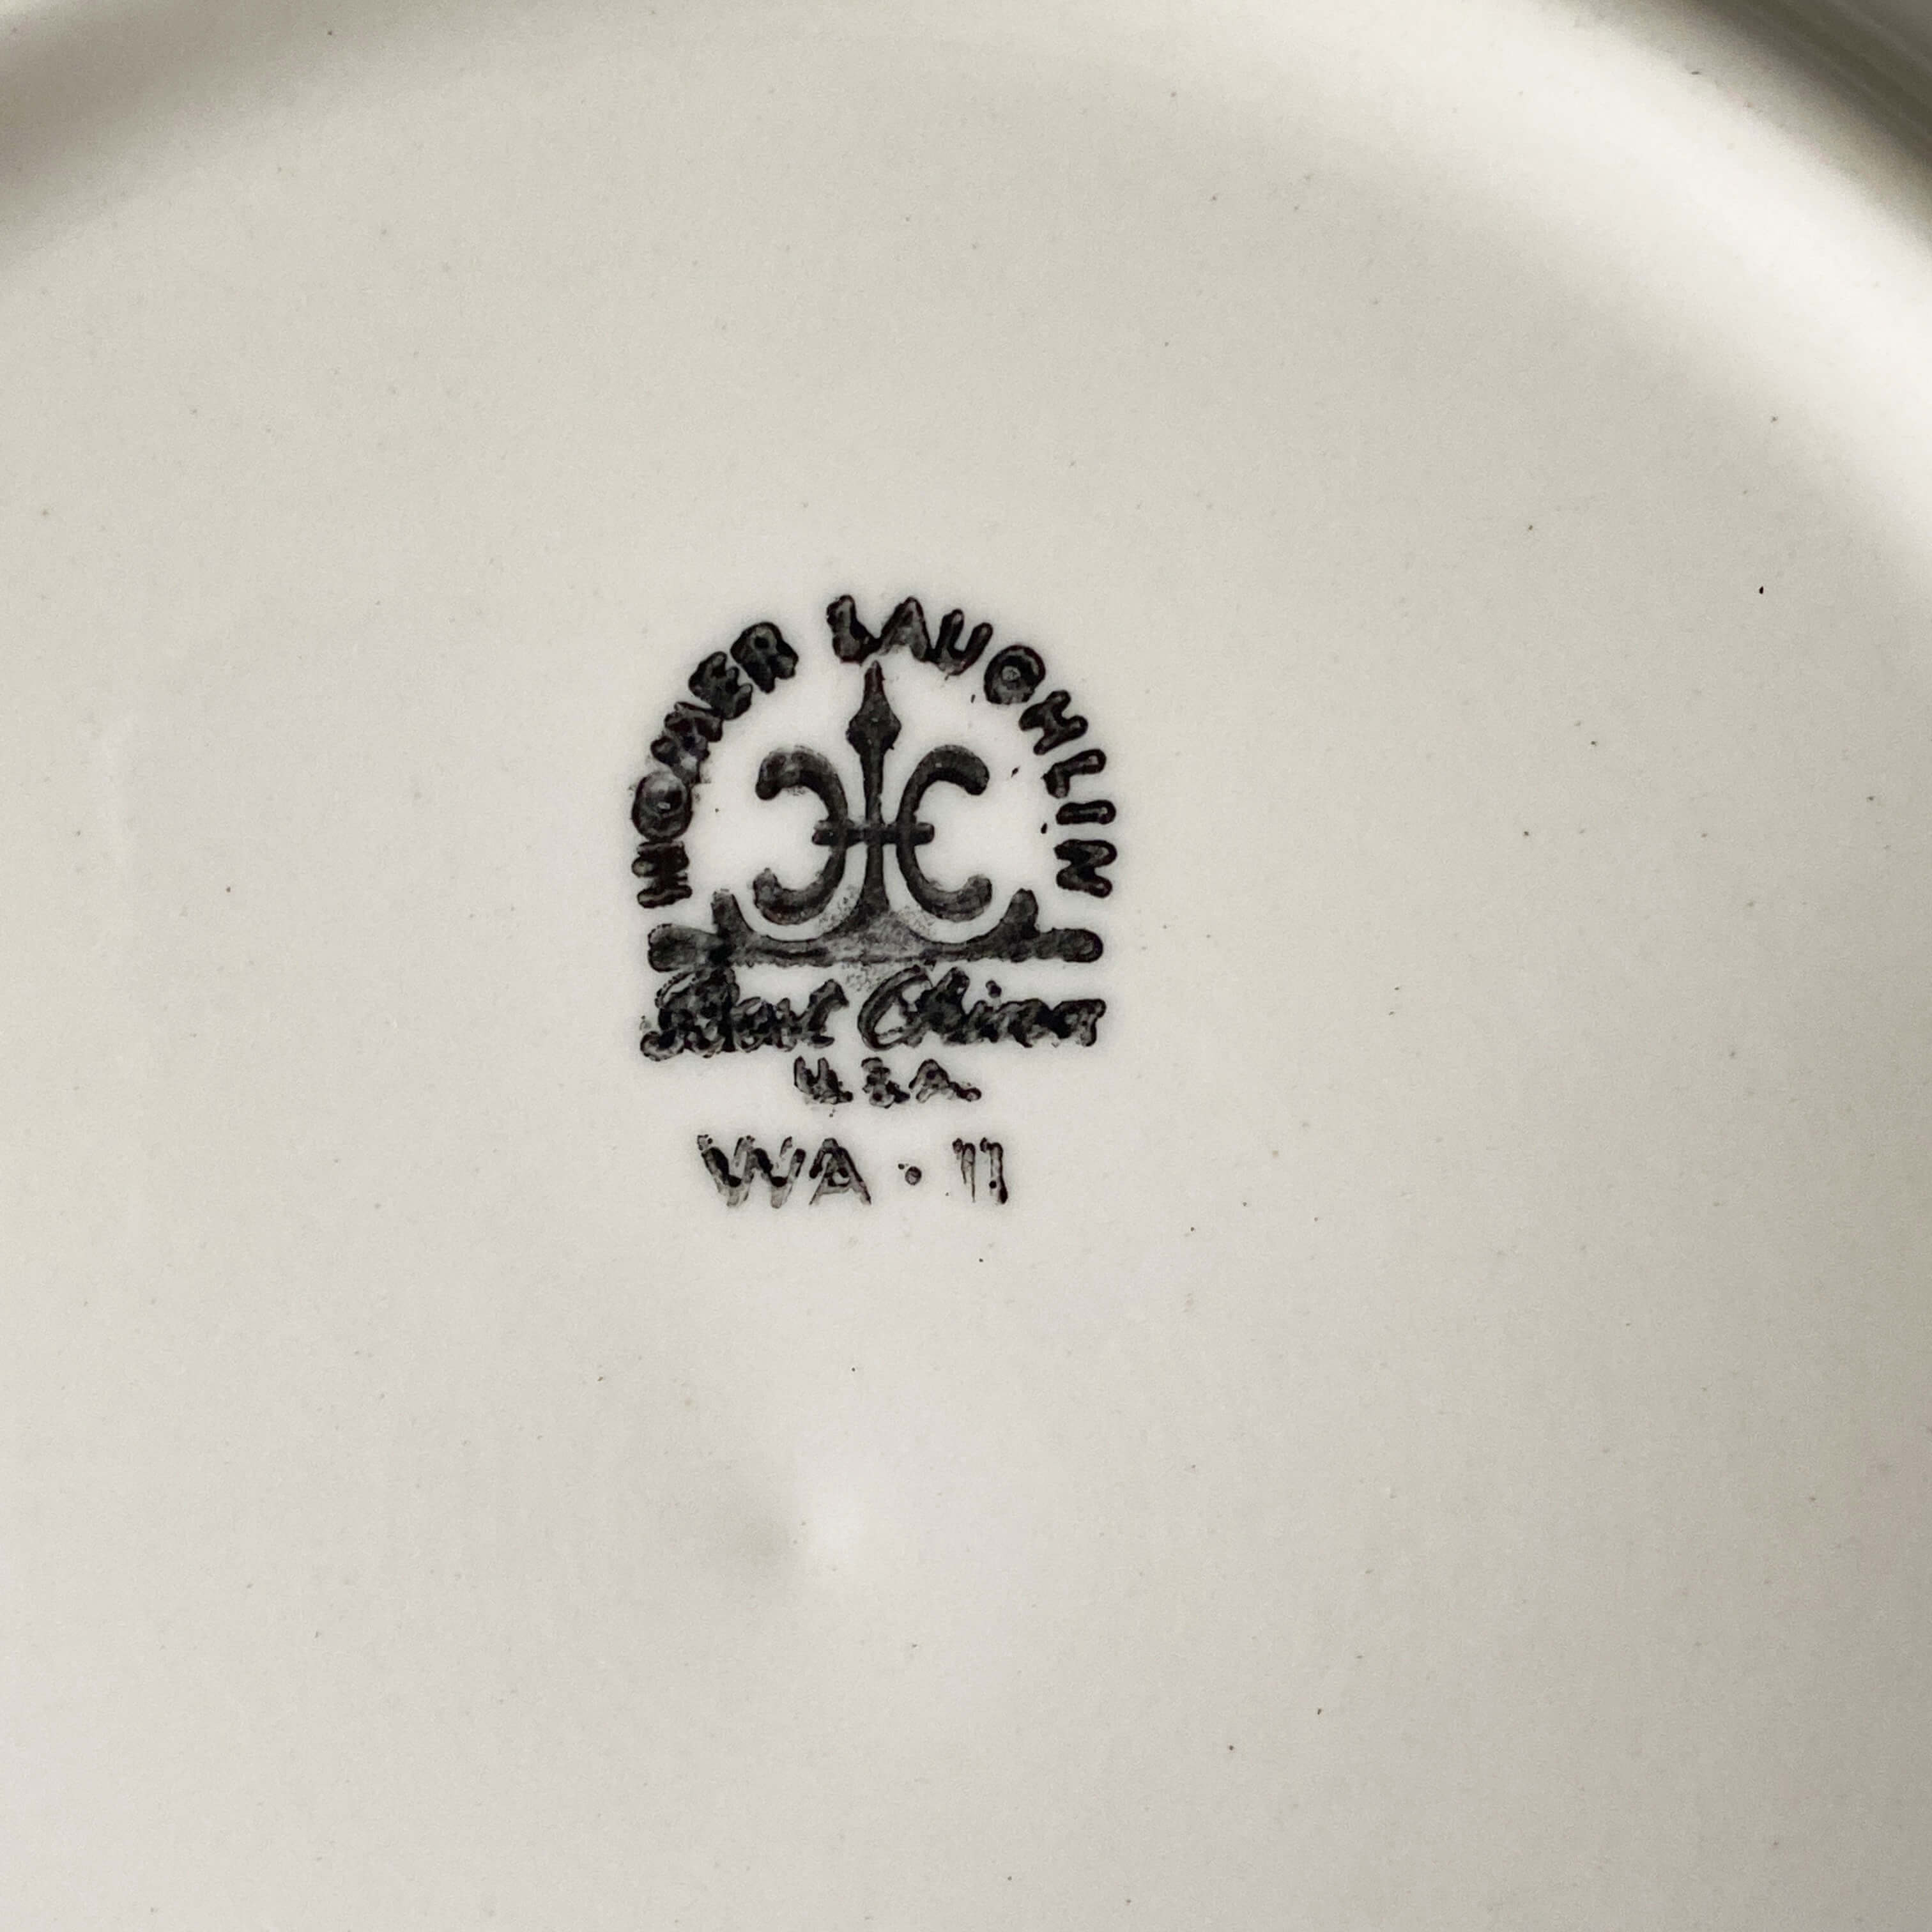 HOMER LAUGHLIN
Best China
U.S.A.
WA · 11